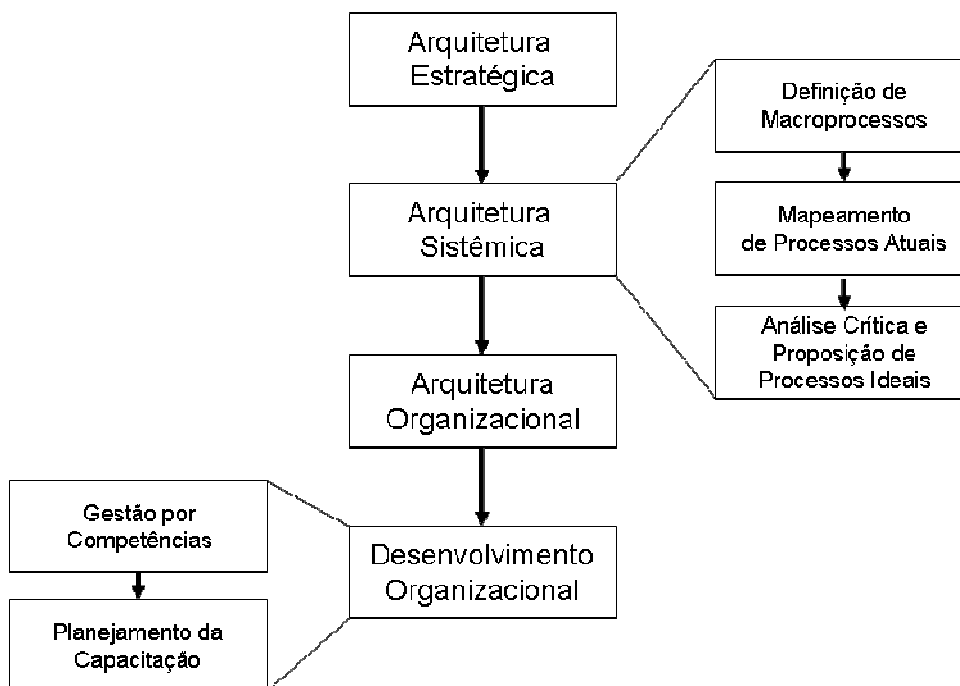 Arquitetura
Estratégica
Arquitetura
Sistêmica
Arquitetura
Organizacional
Desenvolvimento
Organizacional
Definição de
Macroprocessos
Mapeamento
de Processos Atuais
Análise Crítica e
Proposição de
Processos Ideais
Gestão por
Competências
Planejamento da
Capacitação